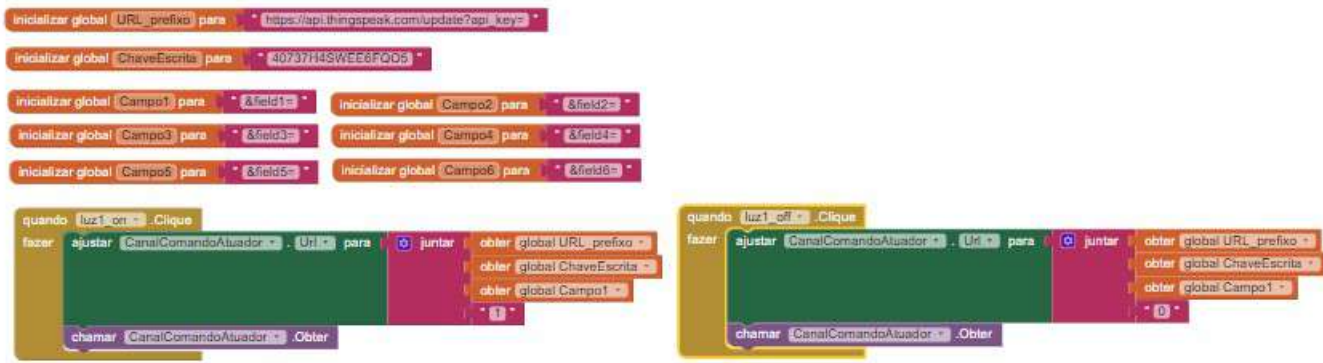 inicializar global URL_prefixo para " https://api.thingspeak.com/update?api_key= "
inicializar global ChaveEscrita para " 40737H4SWEE6FQO5 "
inicializar global Campo1 para " &field1= "
inicializar global Campo2 para " &field2= "
inicializar global Campo3 para " &field3= "
inicializar global Campo4 para " &field4= "
inicializar global Campo5 para " &field5= "
inicializar global Campo6 para " &field6= "
quando luz1_on .Clique
fazer ajustar CanalComandoAtuador . Url para juntar obter global URL_prefixo
obter global ChaveEscrita
obter global Campo1
" 1 "
chamar CanalComandoAtuador .Obter
quando luz1_off .Clique
fazer ajustar CanalComandoAtuador . Url para juntar obter global URL_prefixo
obter global ChaveEscrita
obter global Campo1
" 0 "
chamar CanalComandoAtuador .Obter